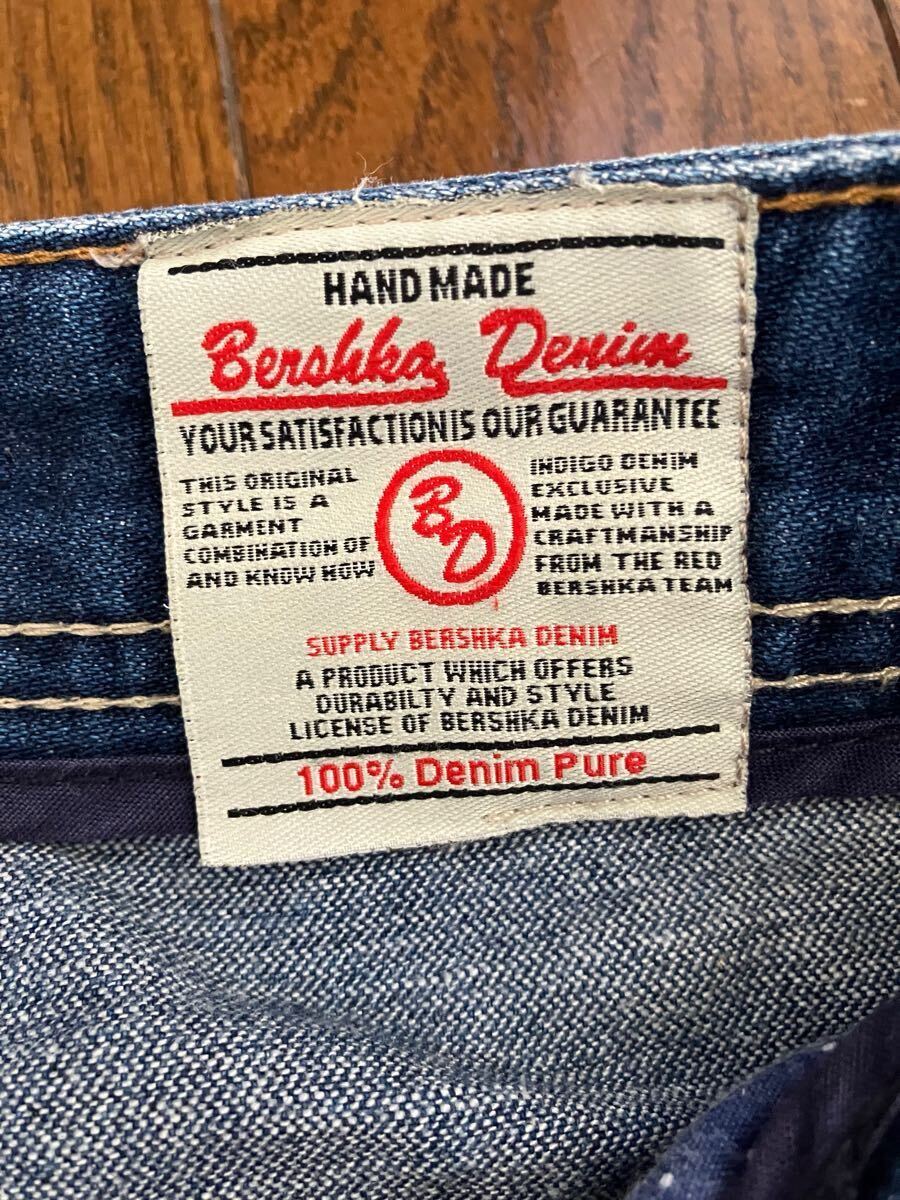 HAND MADE
Bershka Denim
YOUR SATISFACTION IS OUR GUARANTEE
THIS ORIGINAL
STYLE IS A
GARMENT
COMBINATION OF
AND KNOW HOW
BD
INDIGO DENIM
EXCLUSIVE
MADE WITH A
CRAFTMANSHIP
FROM THE RED
BERSHKA TEAM
SUPPLY BERSHKA DENIM
A PRODUCT WHICH OFFERS
DURABILTY AND STYLE
LICENSE OF BERSHKA DENIM
100% Denim Pure